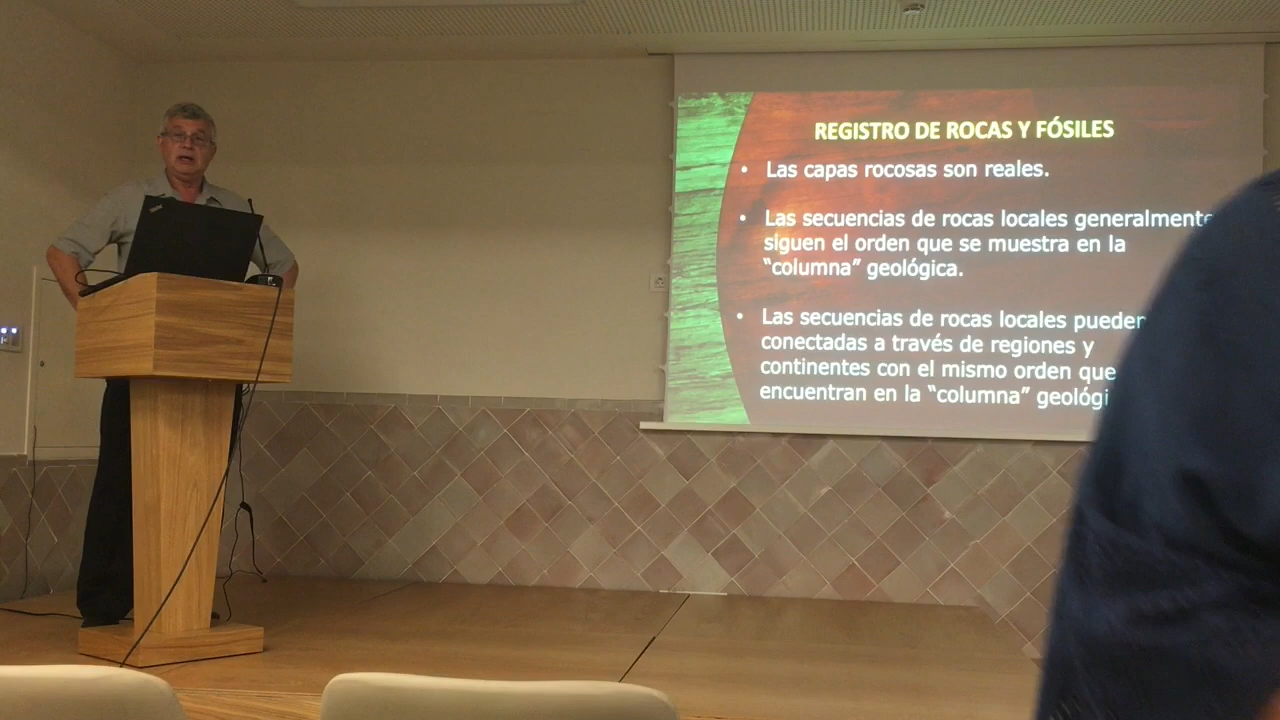 REGISTRO DE ROCAS Y FÓSILES
• Las capas rocosas son reales.
• Las secuencias de rocas locales generalmente
siguen el orden que se muestra en la
“columna” geológica.
• Las secuencias de rocas locales pueden
conectadas a través de regiones y
continentes con el mismo orden que
encuentran en la “columna” geológi